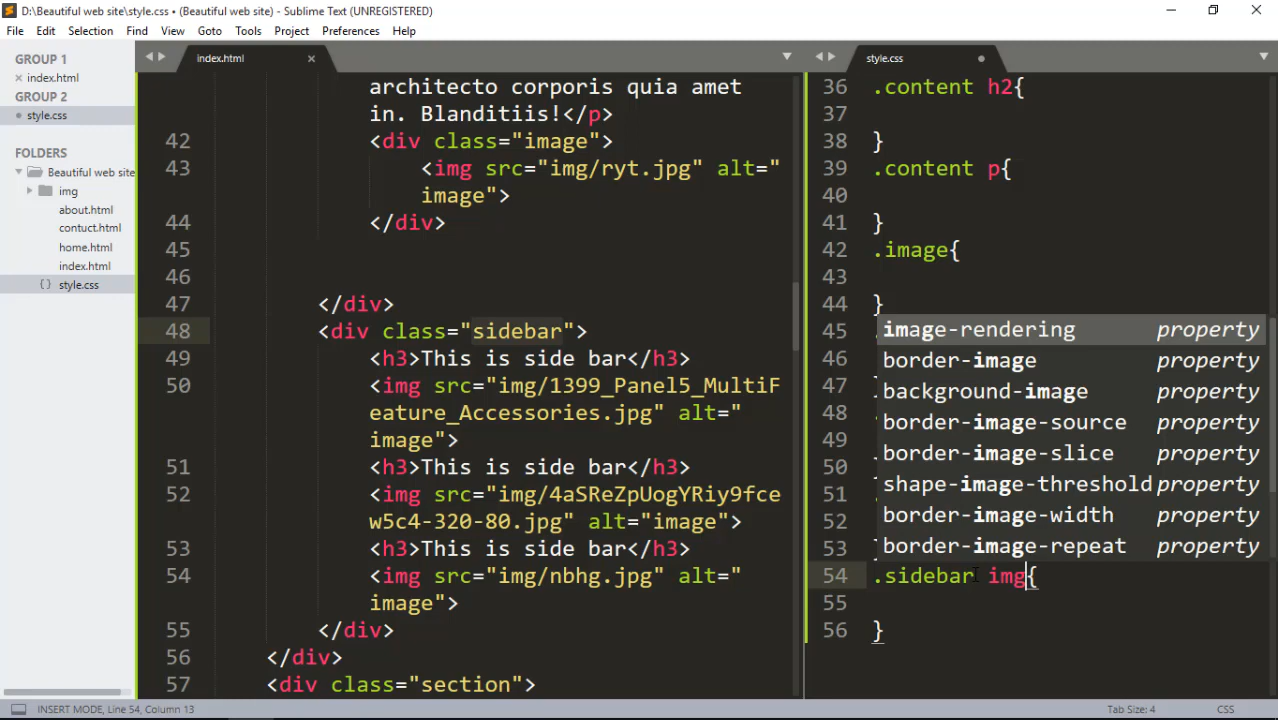 D:\Beautiful web site\style.css • (Beautiful web site) - Sublime Text (UNREGISTERED)
File Edit Selection Find View Goto Tools Project Preferences Help
GROUP 1
index.html
GROUP 2
style.css
FOLDERS
Beautiful web site
img
about.html
contuct.html
home.html
index.html
{ } style.css
index.html
architecto corporis quia amet
in. Blanditiis!</p>
42 <div class="image">
43 <img src="img/ryt.jpg" alt="
image">
44 </div>
45
46
47 </div>
48 <div class="sidebar">
49 <h3>This is side bar</h3>
50 <img src="img/1399_Panel5_MultiF
eature_Accessories.jpg" alt="
image">
51 <h3>This is side bar</h3>
52 <img src="img/4aSReZpUogYRiy9fce
w5c4-320-80.jpg" alt="image">
53 <h3>This is side bar</h3>
54 <img src="img/nbhg.jpg" alt="
image">
55 </div>
56 </div>
57 <div class="section">
style.css
36 .content h2{
37
38 }
39 .content p{
40
41 }
42 .image{
43
44 }
45 image-rendering property
46 border-image property
47 background-image property
48 border-image-source property
49 border-image-slice property
50 shape-image-threshold property
51 border-image-width property
52
53 border-image-repeat property
54 .sidebar img{
55
56 }
INSERT MODE, Line 54, Column 13
Tab Size: 4
CSS